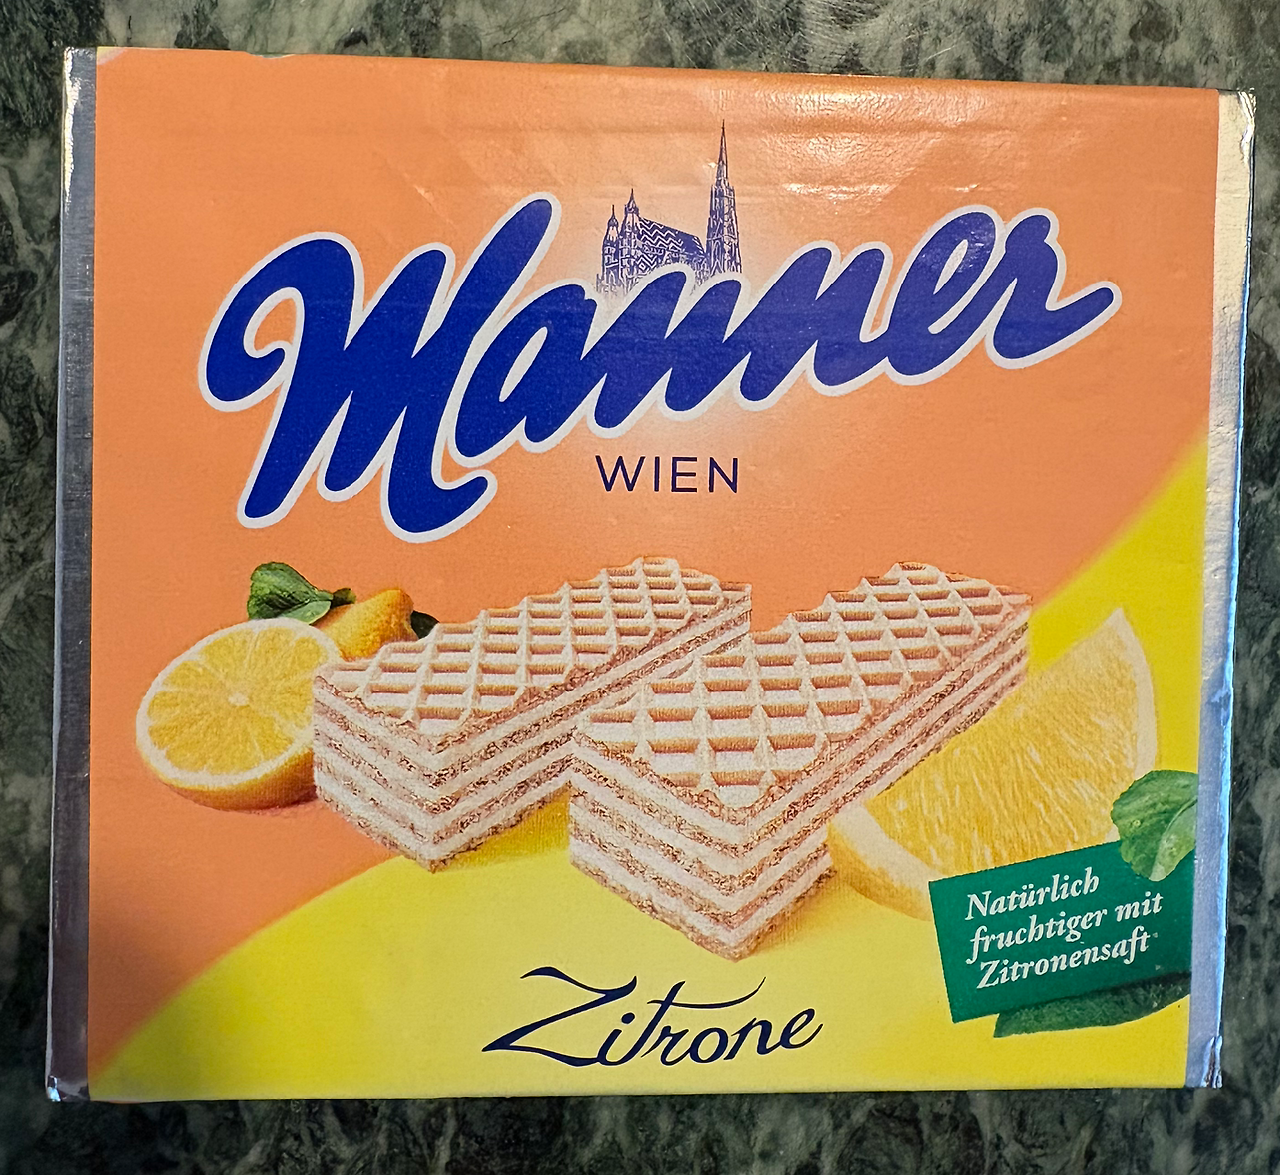 Manner
WIEN
Zitrone
Natürlich
fruchtiger mit
Zitronensaft